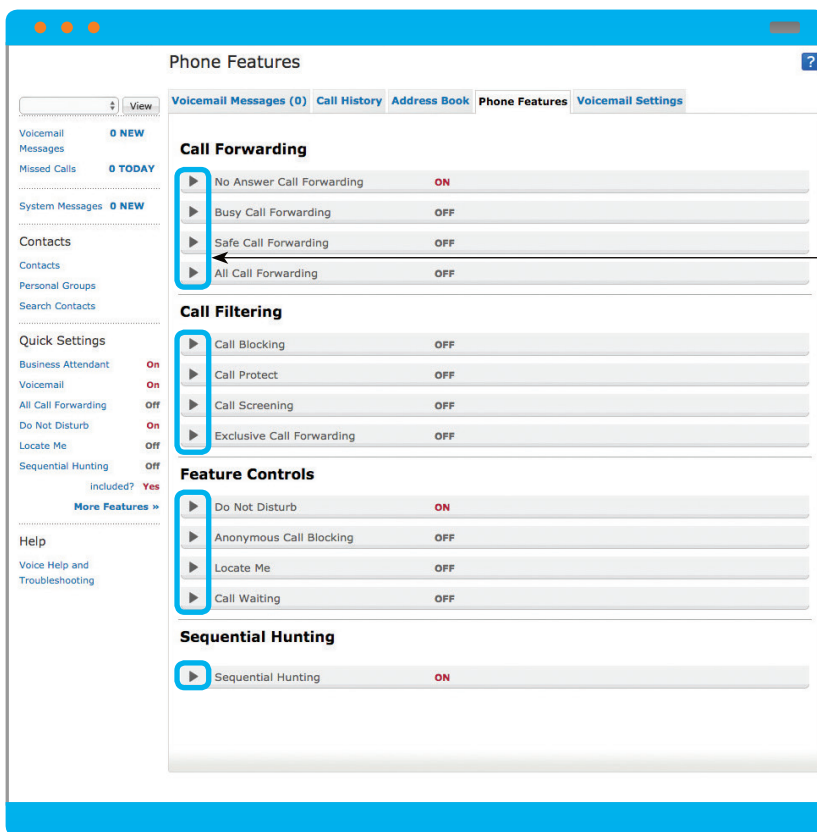 Phone Features
?
View
Voicemail Messages (0) Call History Address Book Phone Features Voicemail Settings
Voicemail 0 NEW
Messages
Missed Calls 0 TODAY
System Messages 0 NEW
Contacts
Contacts
Personal Groups
Search Contacts
Quick Settings
Business Attendant On
Voicemail On
All Call Forwarding Off
Do Not Disturb On
Locate Me Off
Sequential Hunting Off
included? Yes
More Features »
Help
Voice Help and
Troubleshooting
Call Forwarding
No Answer Call Forwarding ON
Busy Call Forwarding OFF
Safe Call Forwarding OFF
All Call Forwarding OFF
Call Filtering
Call Blocking OFF
Call Protect OFF
Call Screening OFF
Exclusive Call Forwarding OFF
Feature Controls
Do Not Disturb ON
Anonymous Call Blocking OFF
Locate Me OFF
Call Waiting OFF
Sequential Hunting
Sequential Hunting ON